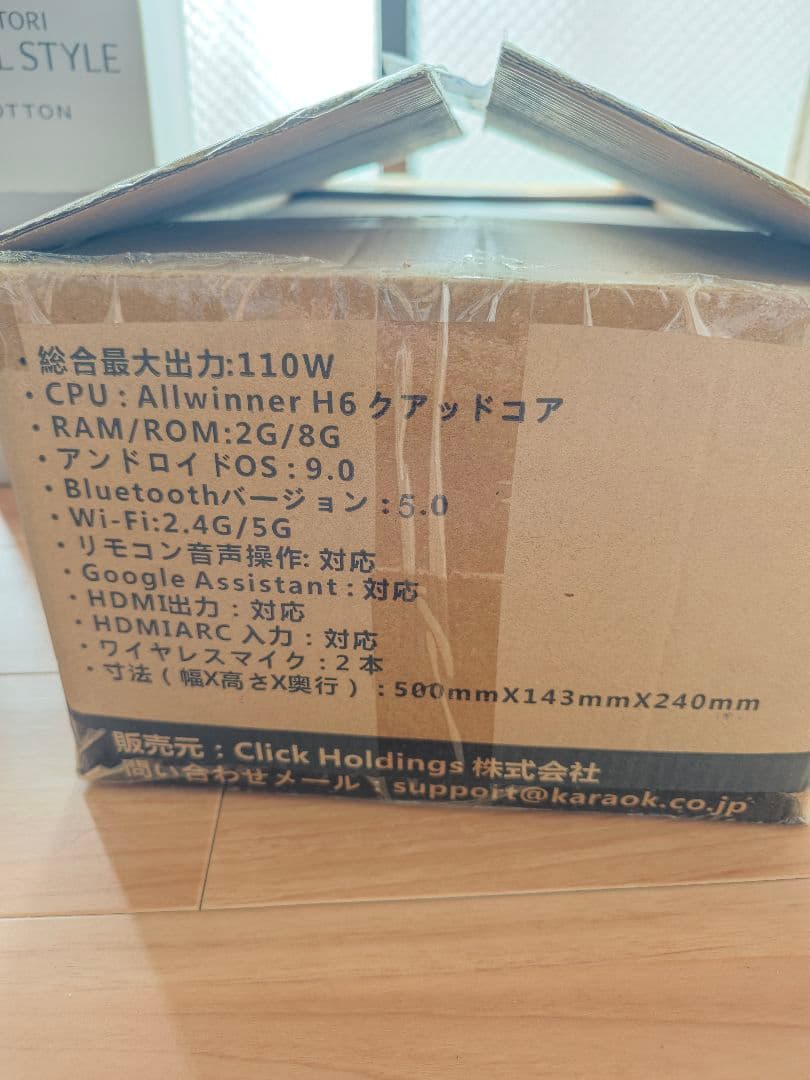 TORI
L STYLE
OTTON
・総合最大出力:110W
・CPU : Allwinner H6 クアッドコア
・RAM/ROM:2G/8G
・アンドロイドOS : 9.0
・Bluetoothバージョン : 5.0
・Wi-Fi:2.4G/5G
・リモコン音声操作: 対応
・Google Assistant : 対応
・HDMI出力 : 対応
・HDMIARC 入力 : 対応
・ワイヤレスマイク : 2 本
・寸法 ( 幅X高さX奥行 ) : 500mmX143mmX240mm
販売元 : Click Holdings 株式会社
問い合わせメール : support@karaok.co.jp